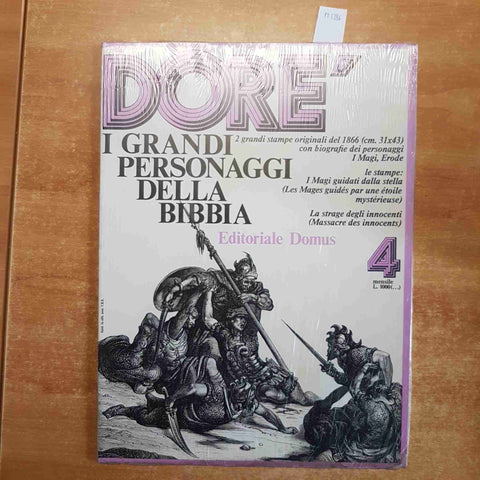 DORE'
2 grandi stampe originali del 1866 (cm. 31x43)
con biografie dei personaggi
I Magi, Erode
I GRANDI
PERSONAGGI
DELLA
BIBBIA
le stampe:
I Magi guidati dalla stella
(Les Mages guidés par une étoile
mystérieuse)
La strage degli innocenti
(Massacre des innocents)
Editoriale Domus
4
mensile
L. 1000 (...)